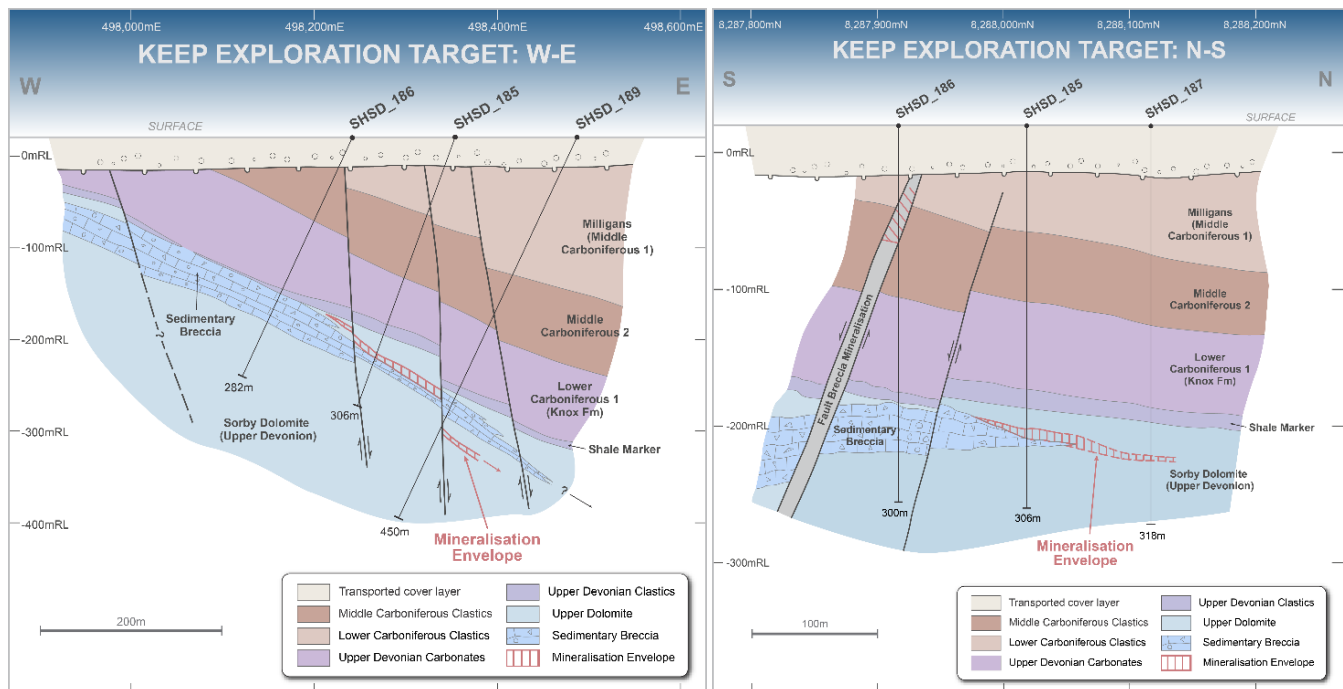 498,000mE
498,200mE
498,400mE
498,600mE
KEEP EXPLORATION TARGET: W-E
W
E
SHSD_186
SHSD_185
SHSD_189
SURFACE
0mRL
-100mRL
-200mRL
-300mRL
-400mRL
Milligans
(Middle
Carboniferous 1)
Middle
Carboniferous 2
Sedimentary
Breccia
?
Lower
Carboniferous 1
(Knox Fm)
282m
306m
Sorby Dolomite
(Upper Devonion)
Shale Marker
?
450m
Mineralisation
Envelope
200m
Transported cover layer
Middle Carboniferous Clastics
Lower Carboniferous Clastics
Upper Devonian Carbonates
Upper Devonian Clastics
Upper Dolomite
Sedimentary Breccia
Mineralisation Envelope
8,287,800mN
8,287,900mN
8,288,000mN
8,288,100mN
8,288,200mN
KEEP EXPLORATION TARGET: N-S
S
N
SHSD_186
SHSD_185
SHSD_187
SURFACE
0mRL
-100mRL
-200mRL
-300mRL
Milligans
(Middle
Carboniferous 1)
Middle
Carboniferous 2
Fault Breccia Mineralisation
Lower
Carboniferous 1
(Knox Fm)
Shale Marker
Sedimentary
Breccia
Sorby Dolomite
(Upper Devonion)
300m
306m
318m
Mineralisation
Envelope
100m
Transported cover layer
Middle Carboniferous Clastics
Lower Carboniferous Clastics
Upper Devonian Carbonates
Upper Devonian Clastics
Upper Dolomite
Sedimentary Breccia
Mineralisation Envelope